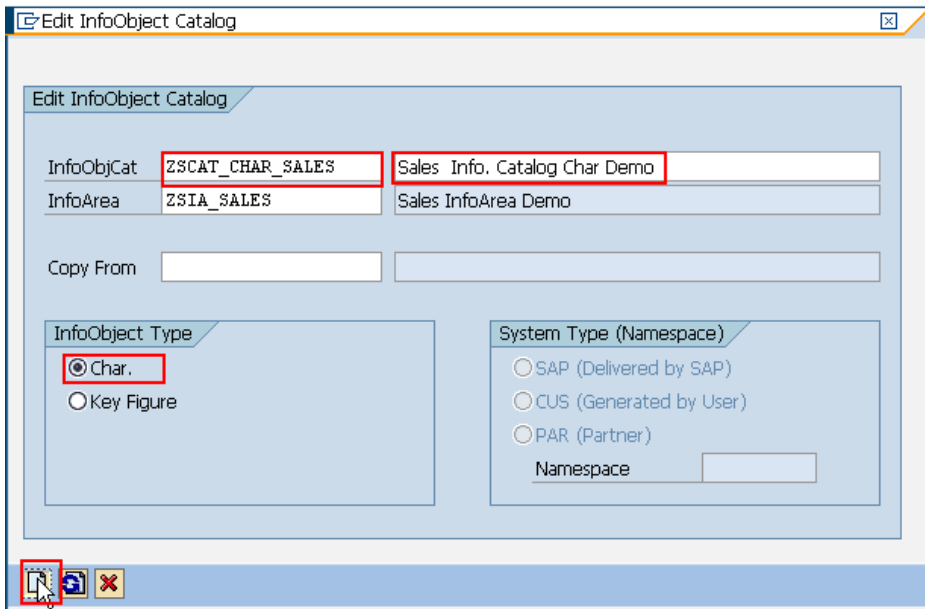 Edit InfoObject Catalog
Edit InfoObject Catalog
InfoObjCat ZSCAT_CHAR_SALES Sales Info. Catalog Char Demo
InfoArea ZSIA_SALES Sales InfoArea Demo
Copy From
InfoObject Type System Type (Namespace)
Char. SAP (Delivered by SAP)
Key Figure CUS (Generated by User)
PAR (Partner)
Namespace